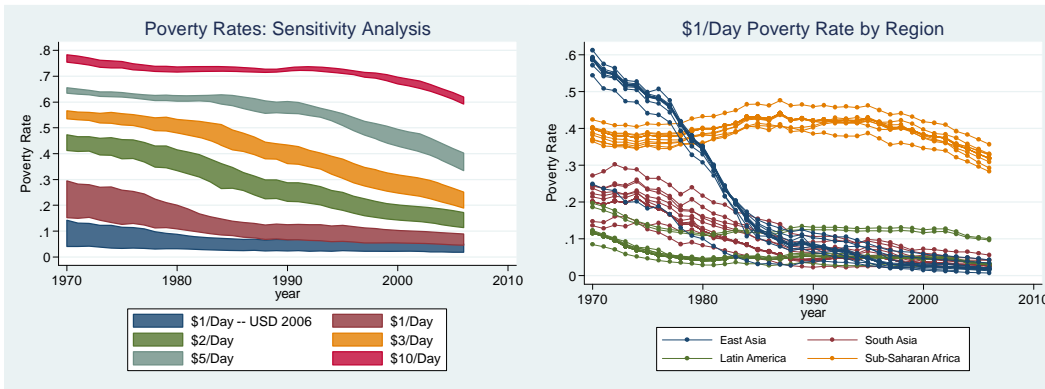 Poverty Rates: Sensitivity Analysis
Poverty Rate
.8
.7
.6
.5
.4
.3
.2
.1
0
1970 1980 1990 2000 2010
year
$1/Day -- USD 2006 $1/Day
$2/Day $3/Day
$5/Day $10/Day
$1/Day Poverty Rate by Region
Poverty Rate
.6
.5
.4
.3
.2
.1
0
1970 1980 1990 2000 2010
year
East Asia South Asia
Latin America Sub-Saharan Africa